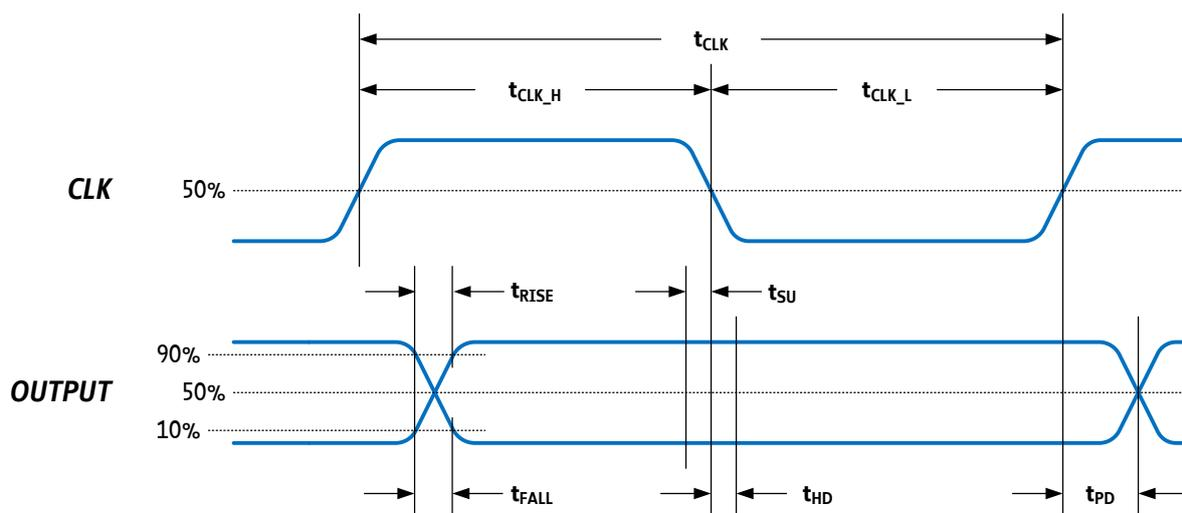 tCLK
tCLK_H
tCLK_L
CLK
50%
tRISE
tSU
90%
OUTPUT
50%
10%
tFALL
tHD
tPD